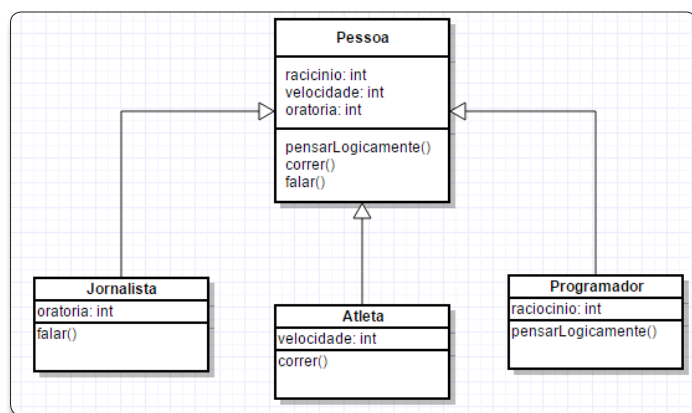 Pessoa
racicinio: int
velocidade: int
oratoria: int
pensarLogicamente()
correr()
falar()
Jornalista
oratoria: int
falar()
Atleta
velocidade: int
correr()
Programador
raciocinio: int
pensarLogicamente()